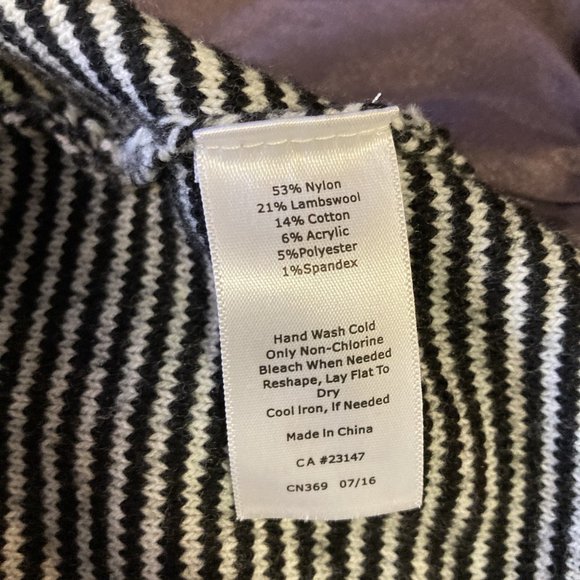 53% Nylon
21% Lambswool
14% Cotton
6% Acrylic
5%Polyester
1%Spandex
Hand Wash Cold
Only Non-Chlorine
Bleach When Needed
Reshape, Lay Flat To
Dry
Cool Iron, If Needed
Made in China
CA #23147
CN369 07/16